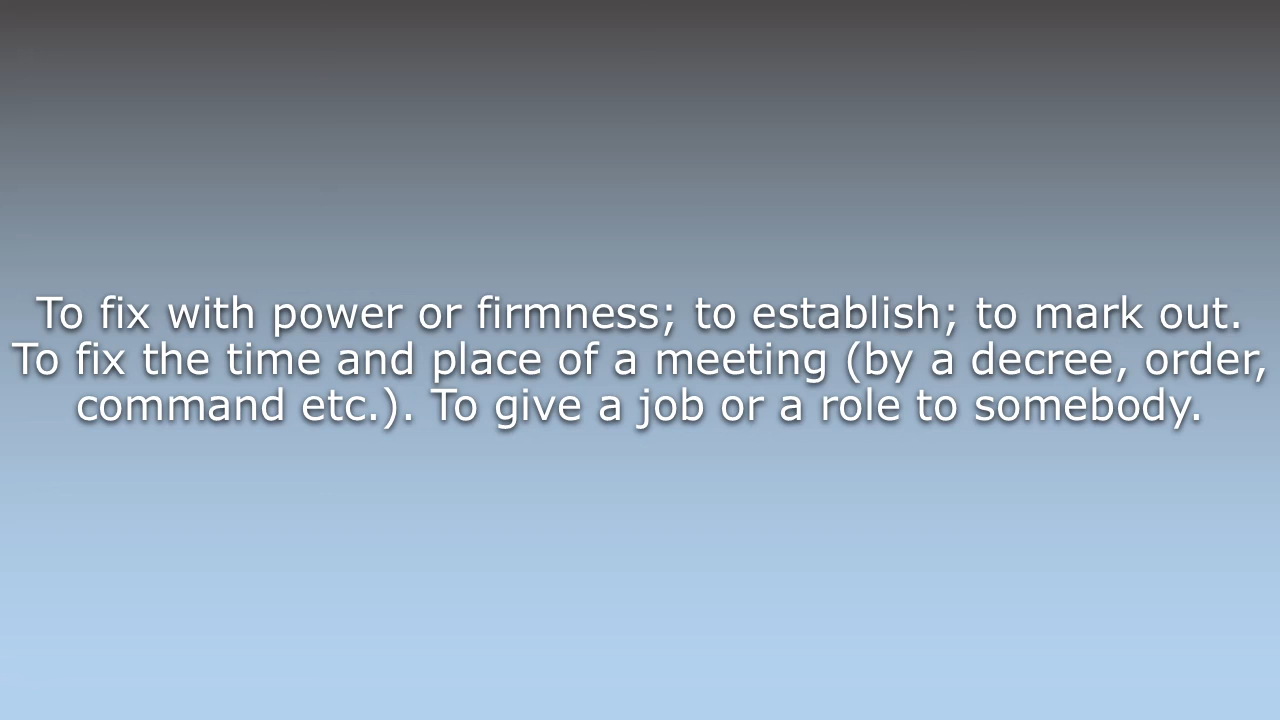 To fix with power or firmness; to establish; to mark out.
To fix the time and place of a meeting (by a decree, order,
command etc.). To give a job or a role to somebody.